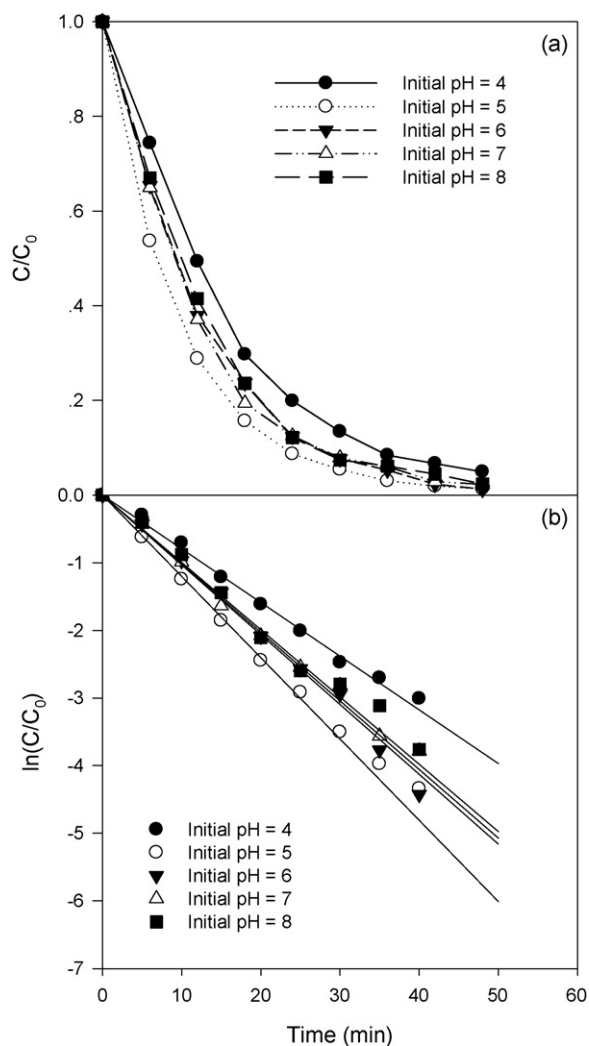 (a)
Initial pH = 4
Initial pH = 5
Initial pH = 6
Initial pH = 7
Initial pH = 8
1.0
.8
.6
.4
.2
0.0
C/C0
(b)
-1
-2
-3
-4
-5
-6
-7
ln(C/C0)
Initial pH = 4
Initial pH = 5
Initial pH = 6
Initial pH = 7
Initial pH = 8
0 10 20 30 40 50 60
Time (min)